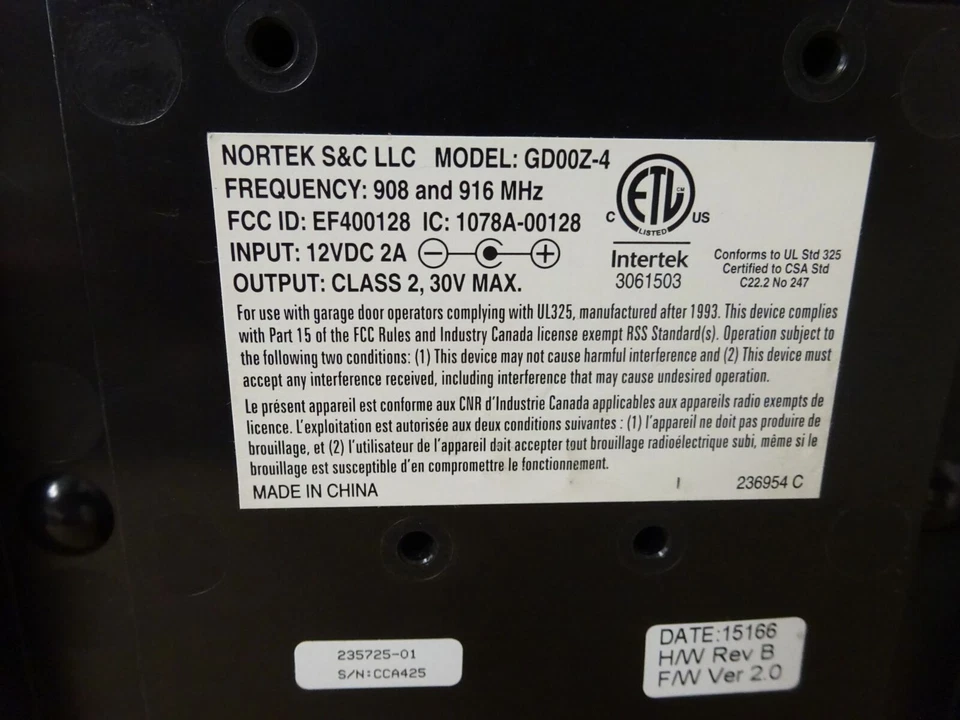 NORTEK S&C LLC MODEL: GD00Z-4
FREQUENCY: 908 and 916 MHz
FCC ID: EF400128 IC: 1078A-00128
INPUT: 12VDC 2A
OUTPUT: CLASS 2, 30V MAX.
ETL CM
C US
LISTED
Intertek
3061503
Conforms to UL Std 325
Certified to CSA Std
C22.2 No 247
For use with garage door operators complying with UL325, manufactured after 1993. This device complies
with Part 15 of the FCC Rules and Industry Canada license exempt RSS Standard(s). Operation subject to
the following two conditions: (1) This device may not cause harmful interference and (2) This device must
accept any interference received, including interference that may cause undesired operation.
Le présent appareil est conforme aux CNR d'Industrie Canada applicables aux appareils radio exempts de
licence. L'exploitation est autorisée aux deux conditions suivantes : (1) l'appareil ne doit pas produire de
brouillage, et (2) l'utilisateur de l'appareil doit accepter tout brouillage radioélectrique subi, même si le
brouillage est susceptible d'en compromettre le fonctionnement.
MADE IN CHINA
236954 C
235725-01
S/N:CCA425
DATE:15166
H/W Rev B
F/W Ver 2.0